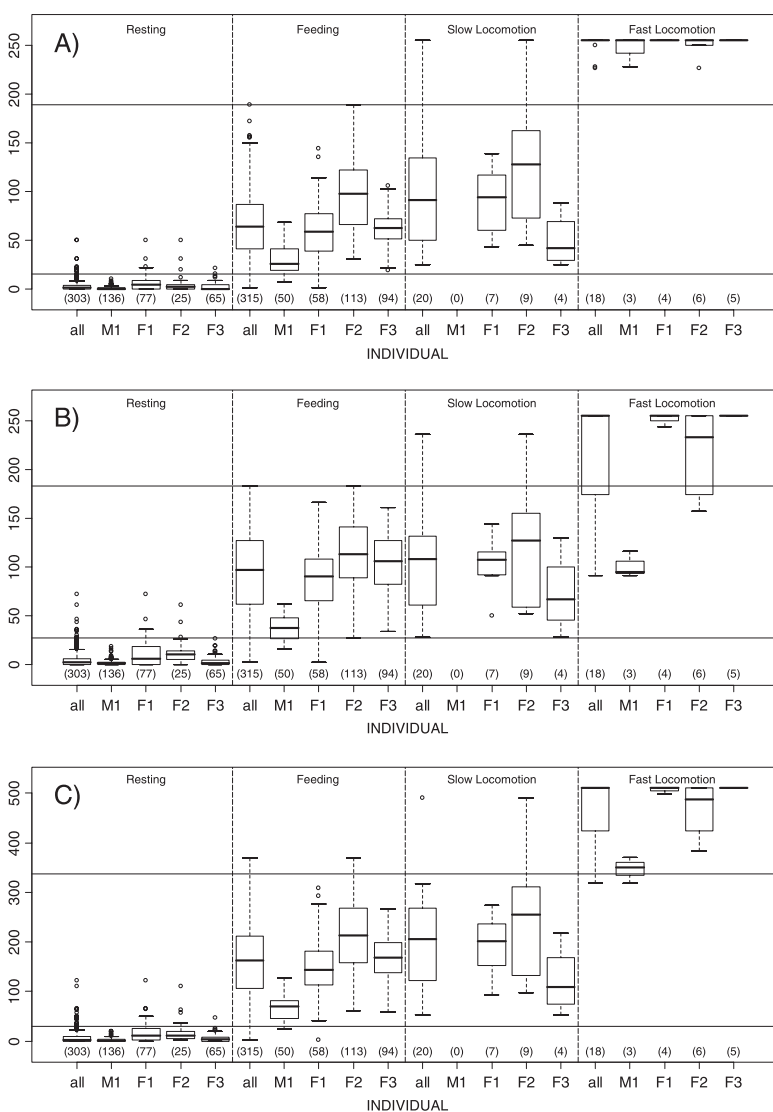 A)
Resting Feeding Slow Locomotion Fast Locomotion
250
200
150
100
50
0
(303) (136) (77) (25) (65) (315) (50) (58) (113) (94) (20) (0) (7) (9) (4) (18) (3) (4) (6) (5)
all M1 F1 F2 F3 all M1 F1 F2 F3 all M1 F1 F2 F3 all M1 F1 F2 F3
INDIVIDUAL
B)
Resting Feeding Slow Locomotion Fast Locomotion
250
200
150
100
50
0
(303) (136) (77) (25) (65) (315) (50) (58) (113) (94) (20) (0) (7) (9) (4) (18) (3) (4) (6) (5)
all M1 F1 F2 F3 all M1 F1 F2 F3 all M1 F1 F2 F3 all M1 F1 F2 F3
INDIVIDUAL
C)
Resting Feeding Slow Locomotion Fast Locomotion
500
400
300
200
100
0
(303) (136) (77) (25) (65) (315) (50) (58) (113) (94) (20) (0) (7) (9) (4) (18) (3) (4) (6) (5)
all M1 F1 F2 F3 all M1 F1 F2 F3 all M1 F1 F2 F3 all M1 F1 F2 F3
INDIVIDUAL